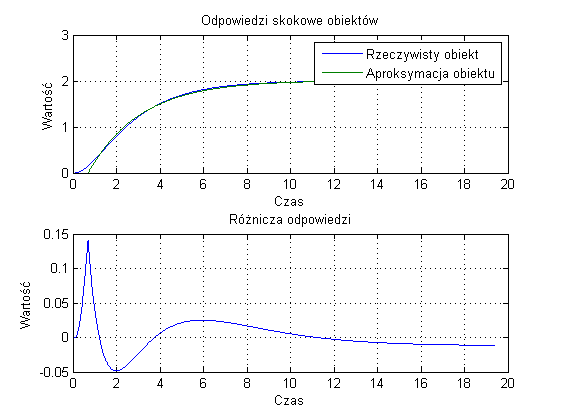 Odpowiedzi skokowe obiektów
3
2
1
0
Wartość
Rzeczywisty obiekt
Aproksymacja obiektu
0 2 4 6 8 10 12 14 16 18 20
Czas
Różnicza odpowiedzi
0.15
0.1
0.05
0
-0.05
Wartość
0 2 4 6 8 10 12 14 16 18 20
Czas